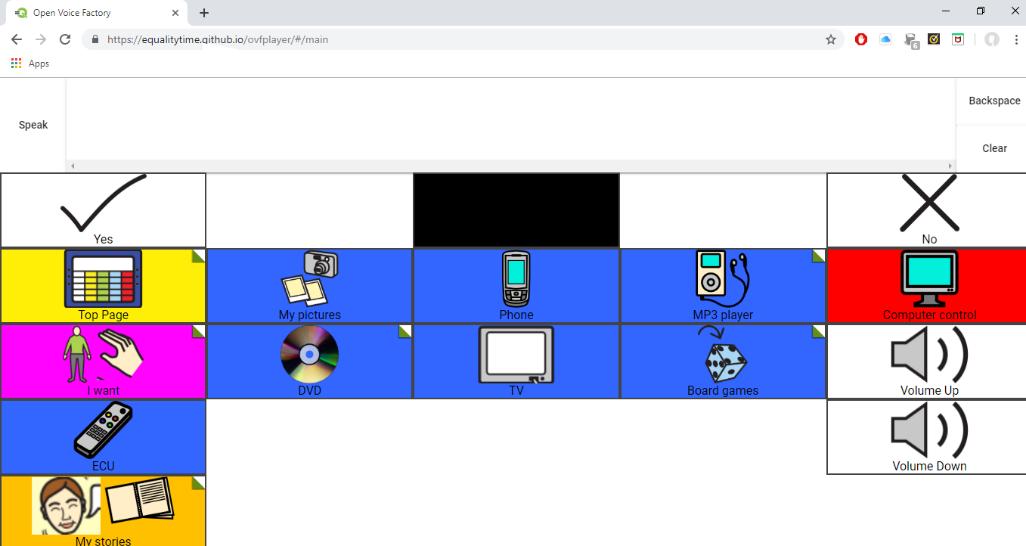 Open Voice Factory
https://equalitytime.github.io/ovfplayer/#/main
6
Apps
Speak
Backspace
Clear
Yes
No
Top Page
My pictures
Phone
MP3 player
Computer control
I want
DVD
TV
Board games
Volume Up
ECU
Volume Down
My stories